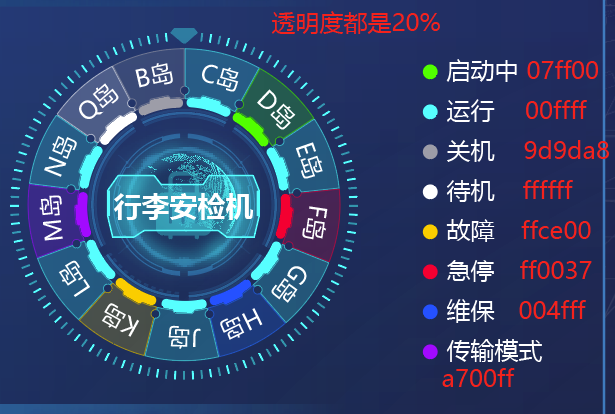 透明度都是20%
B岛
C岛
D岛
E岛
F岛
G岛
H岛
J岛
K岛
L岛
M岛
N岛
Q岛
行李安检机
启动中 07ff00
运行 00ffff
关机 9d9da8
待机 ffffff
故障 ffce00
急停 ff0037
维保 004fff
传输模式
a700ff